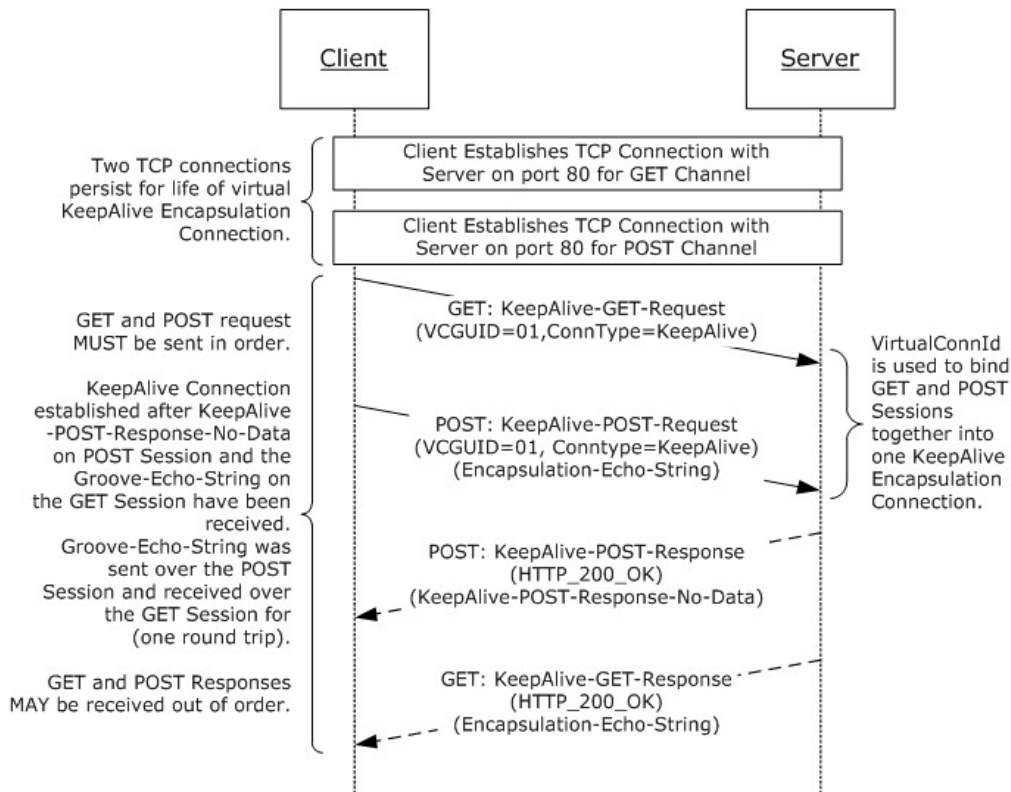 Client
Server
Two TCP connections
persist for life of virtual
KeepAlive Encapsulation
Connection.
Client Establishes TCP Connection with
Server on port 80 for GET Channel
Client Establishes TCP Connection with
Server on port 80 for POST Channel
GET and POST request
MUST be sent in order.
KeepAlive Connection
established after KeepAlive
-POST-Response-No-Data
on POST Session and the
Groove-Echo-String on
the GET Session have been
received.
Groove-Echo-String was
sent over the POST
Session and received over
the GET Session for
(one round trip).
GET and POST Responses
MAY be received out of order.
GET: KeepAlive-GET-Request
(VCGUID=01,ConnType=KeepAlive)
POST: KeepAlive-POST-Request
(VCGUID=01, Conntype=KeepAlive)
(Encapsulation-Echo-String)
POST: KeepAlive-POST-Response
(HTTP_200_OK)
(KeepAlive-POST-Response-No-Data)
GET: KeepAlive-GET-Response
(HTTP_200_OK)
(Encapsulation-Echo-String)
VirtualConnId
is used to bind
GET and POST
Sessions
together into
one KeepAlive
Encapsulation
Connection.